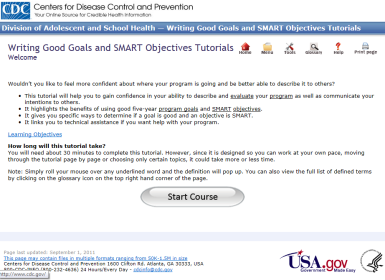 CDC Centers for Disease Control and Prevention
Your Online Source for Credible Health Information
Division of Adolescent and School Health — Writing Good Goals and SMART Objectives Tutorials
Writing Good Goals and SMART Objectives Tutorials
Welcome
Home Menu Tools Glossary Help Print page
Wouldn't you like to feel more confident about where your program is going and be better able to describe it to others?
• This tutorial will help you to gain confidence in your ability to describe and evaluate your program as well as communicate your
intentions to others.
• It highlights the benefits of using good five-year program goals and SMART objectives.
• It gives you specific ways to determine if a goal is good and an objective is SMART.
• It links you to technical assistance if you want help with your program.
Learning Objectives
How long will this tutorial take?
You will need about 30 minutes to complete this tutorial. However, since it is designed so you can work at your own pace, moving
through the tutorial page by page or choosing only certain topics, it could take more or less time.
Note: Simply roll your mouse over any underlined word and the definition will pop up. You can also view the full list of defined terms
by clicking on the glossary icon on the top right hand corner of the page.
Start Course
Page last updated: September 1, 2011
This page may contain files in multiple formats ranging from 50K-1.5M in size
Centers for Disease Control and Prevention 1600 Clifton Rd. Atlanta, GA 30333, USA
800-CDC-INFO (800-232-4636) 24 Hours/Every Day - cdcinfo@cdc.gov
http://www.cdc.gov/
USA.gov
Government Made Easy